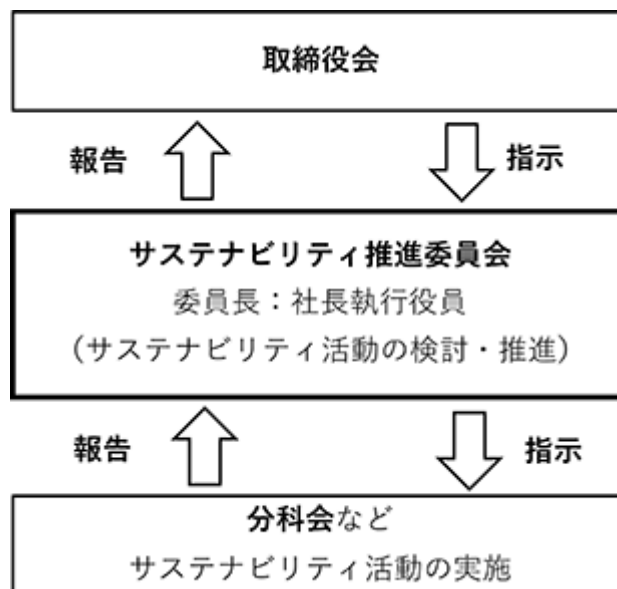 取締役会
報告
指示
サステナビリティ推進委員会
委員長：社長執行役員
（サステナビリティ活動の検討・推進）
報告
指示
分科会など
サステナビリティ活動の実施